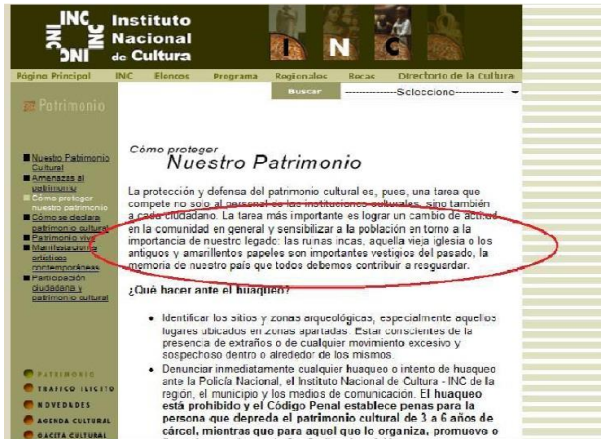 INC
Instituto
Nacional
de Cultura
I N C
Página Principal INC Elencos Programa Regionales Becas Directorio de la Cultura
Buscar --------------Seleccione-------------
Patrimonio
Nuestro Patrimonio
Cultural
Amenazas al
patrimonio
Cómo proteger
nuestro patrimonio
Cómo se declara
patrimonio cultural
Patrimonio vivo
Manifestaciones
artísticas
contemporáneas
Participación
ciudadana y
patrimonio cultural
PATRIMONIO
TRAFICO ILICITO
NOVEDADES
AGENDA CULTURAL
GACETA CULTURAL
Cómo proteger
Nuestro Patrimonio
La protección y defensa del patrimonio cultural es, pues, una tarea que
compete no solo al personal de las instituciones culturales, sino también
a cada ciudadano. La tarea más importante es lograr un cambio de actitud
en la comunidad en general y sensibilizar a la población en torno a la
importancia de nuestro legado: las ruinas incas, aquella vieja iglesia o los
antiguos y amarillentos papeles son importantes vestigios del pasado, la
memoria de nuestro país que todos debemos contribuir a resguardar.
¿Qué hacer ante el huaqueo?
Identificar los sitios y zonas arqueológicas, especialmente aquellos
lugares ubicados en zonas apartadas. Estar conscientes de la
presencia de extraños o de cualquier movimiento excesivo y
sospechoso dentro o alrededor de los mismos.
Denunciar inmediatamente cualquier huaqueo o intento de huaqueo
ante la Policía Nacional, el Instituto Nacional de Cultura - INC de la
región, el municipio y los medios de comunicación. El huaqueo
está prohibido y el Código Penal establece penas para la
persona que depreda el patrimonio cultural de 3 a 6 años de
cárcel, mientras que para aquel que lo organiza, promueve o